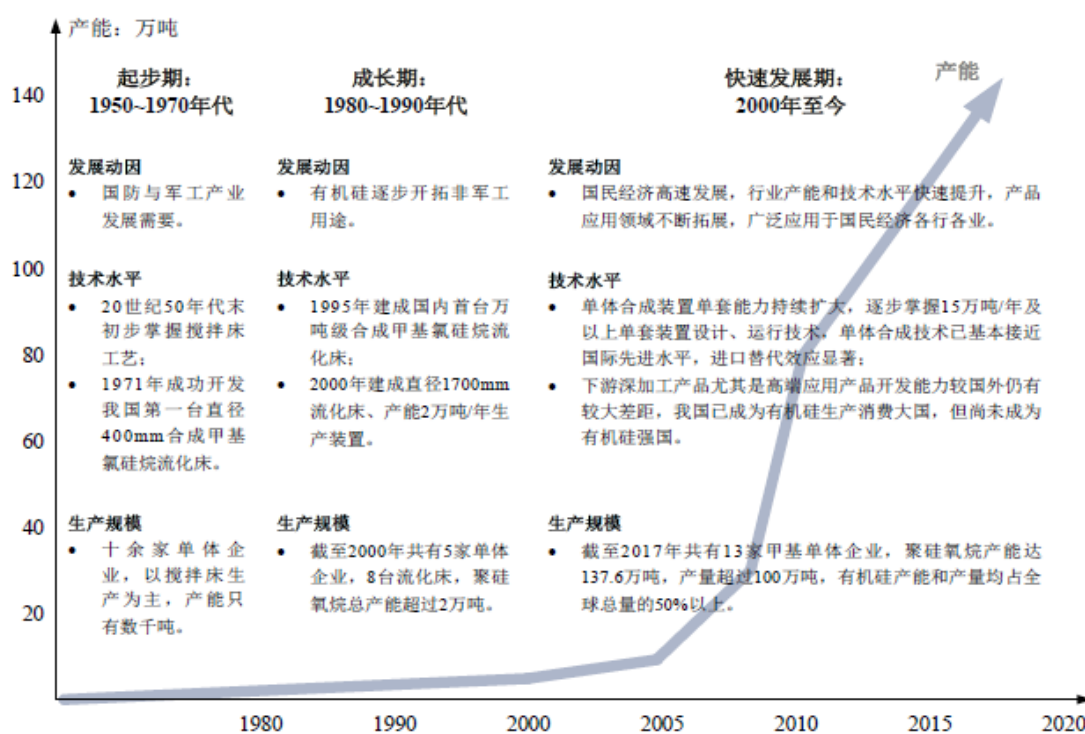 产能：万吨
起步期：
1950~1970年代
成长期：
1980~1990年代
快速发展期：
2000年至今
产能
140
120
100
80
60
40
20
发展动因
• 国防与军工产业
发展需要。
技术水平
• 20世纪50年代末
初步掌握搅拌床
工艺；
• 1971年成功开发
我国第一台直径
400mm合成甲基
氯硅烷流化床。
生产规模
• 十余家单体企
业，以搅拌床生
产为主，产能只
有数千吨。
发展动因
• 有机硅逐步开拓非军工
用途。
技术水平
• 1995年建成国内首台万
吨级合成甲基氯硅烷流
化床；
• 2000年建成直径1700mm
流化床、产能2万吨/年生
产装置。
生产规模
• 截至2000年共有5家单体
企业，8台流化床，聚硅
氧烷总产能超过2万吨。
发展动因
• 国民经济高速发展，行业产能和技术水平快速提升，产品
应用领域不断拓展，广泛应用于国民经济各行各业。
技术水平
• 单体合成装置单套能力持续扩大，逐步掌握15万吨/年及
以上单套装置设计、运行技术，单体合成技术已基本接近
国际先进水平，进口替代效应显著；
• 下游深加工产品尤其是高端应用产品开发能力较国外仍有
较大差距，我国已成为有机硅生产消费大国，但尚未成为
有机硅强国。
生产规模
• 截至2017年共有13家甲基单体企业，聚硅氧烷产能达
137.6万吨，产量超过100万吨，有机硅产能和产量均占全
球总量的50%以上。
1980
1990
2000
2005
2010
2015
2020